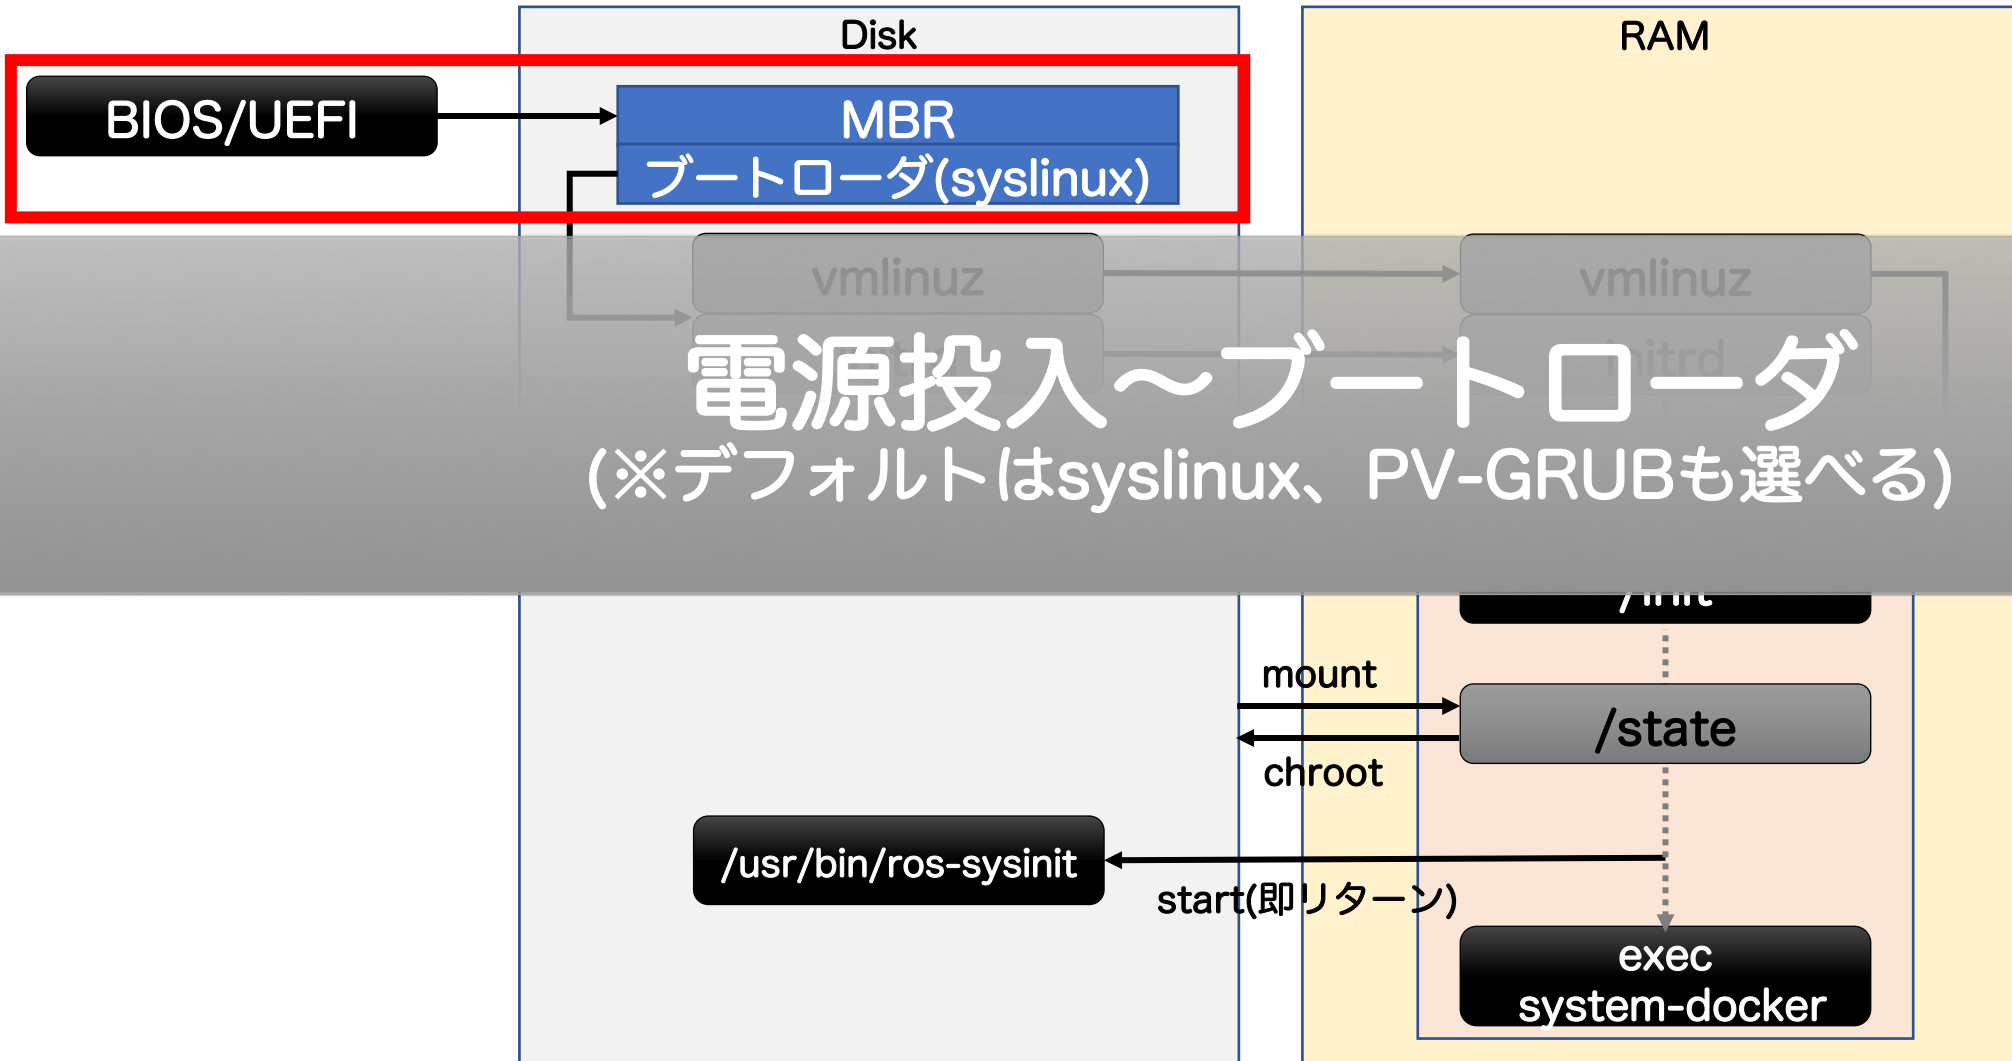 Disk
RAM
BIOS/UEFI
MBR
ブートローダ(syslinux)
vmlinuz
vmlinuz
initrd
電源投入〜ブートローダ
(※デフォルトはsyslinux、PV-GRUBも選べる)
/init
mount
/state
chroot
/usr/bin/ros-sysinit
start(即リターン)
exec
system-docker